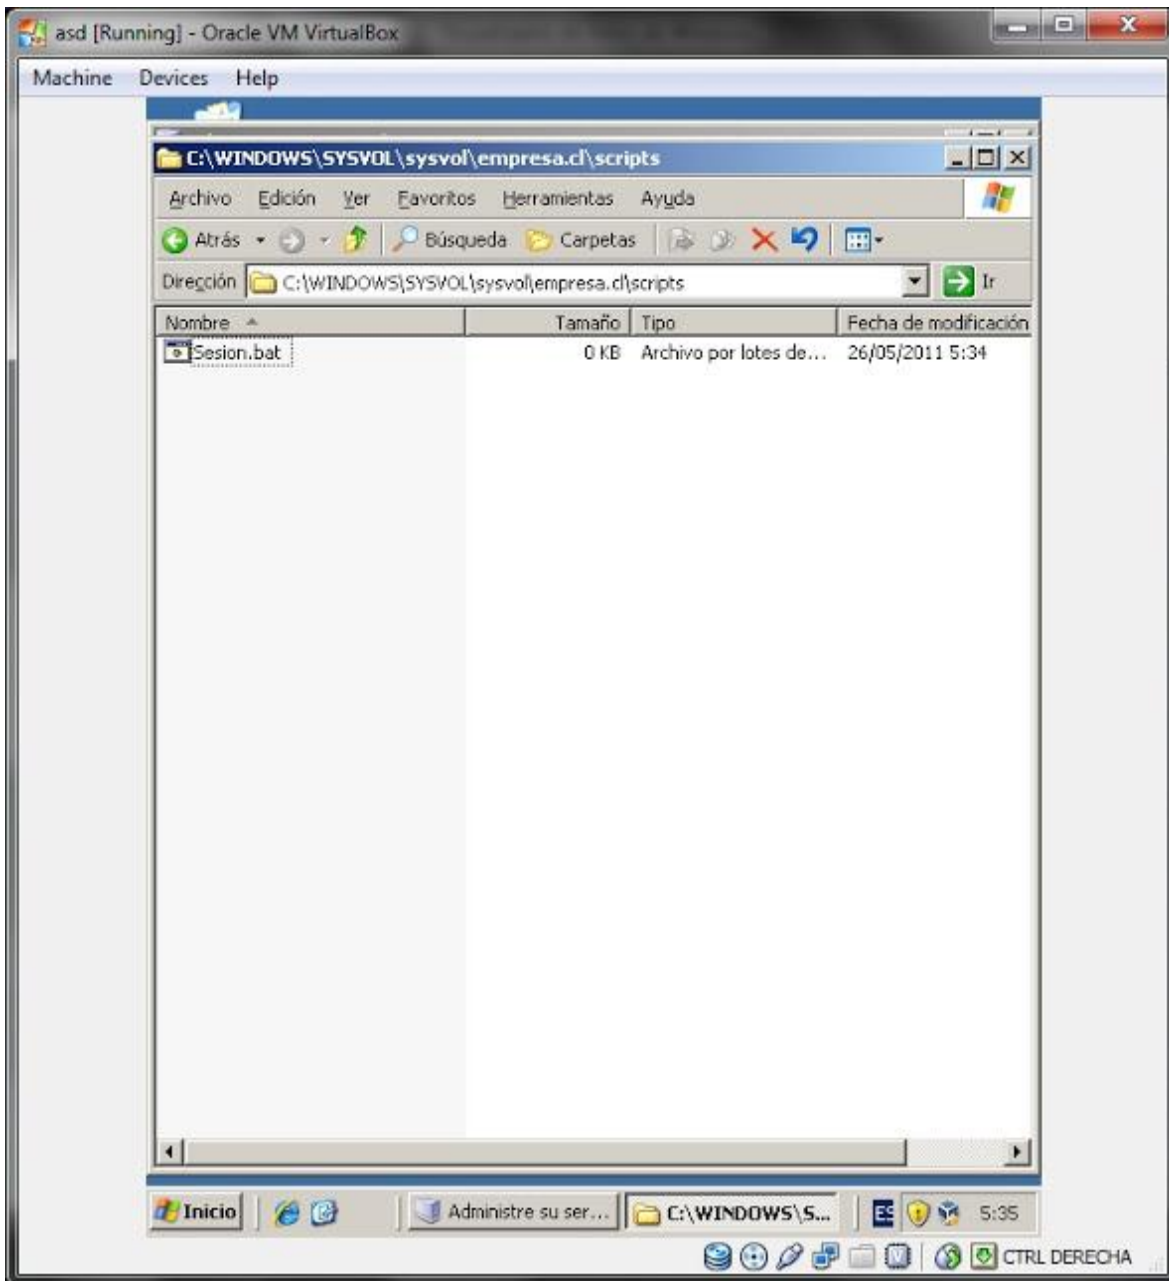 asd [Running] - Oracle VM VirtualBox
Machine Devices Help
C:\WINDOWS\SYSVOL\sysvol\empresa.cl\scripts
Archivo Edición Ver Favoritos Herramientas Ayuda
Atrás Búsqueda Carpetas
Dirección C:\WINDOWS\SYSVOL\sysvol\empresa.cl\scripts Ir
Nombre Tamaño Tipo Fecha de modificación
Sesion.bat 0 KB Archivo por lotes de... 26/05/2011 5:34
Inicio Administre su ser... C:\WINDOWS\S... ES 5:35
CTRL DERECHA